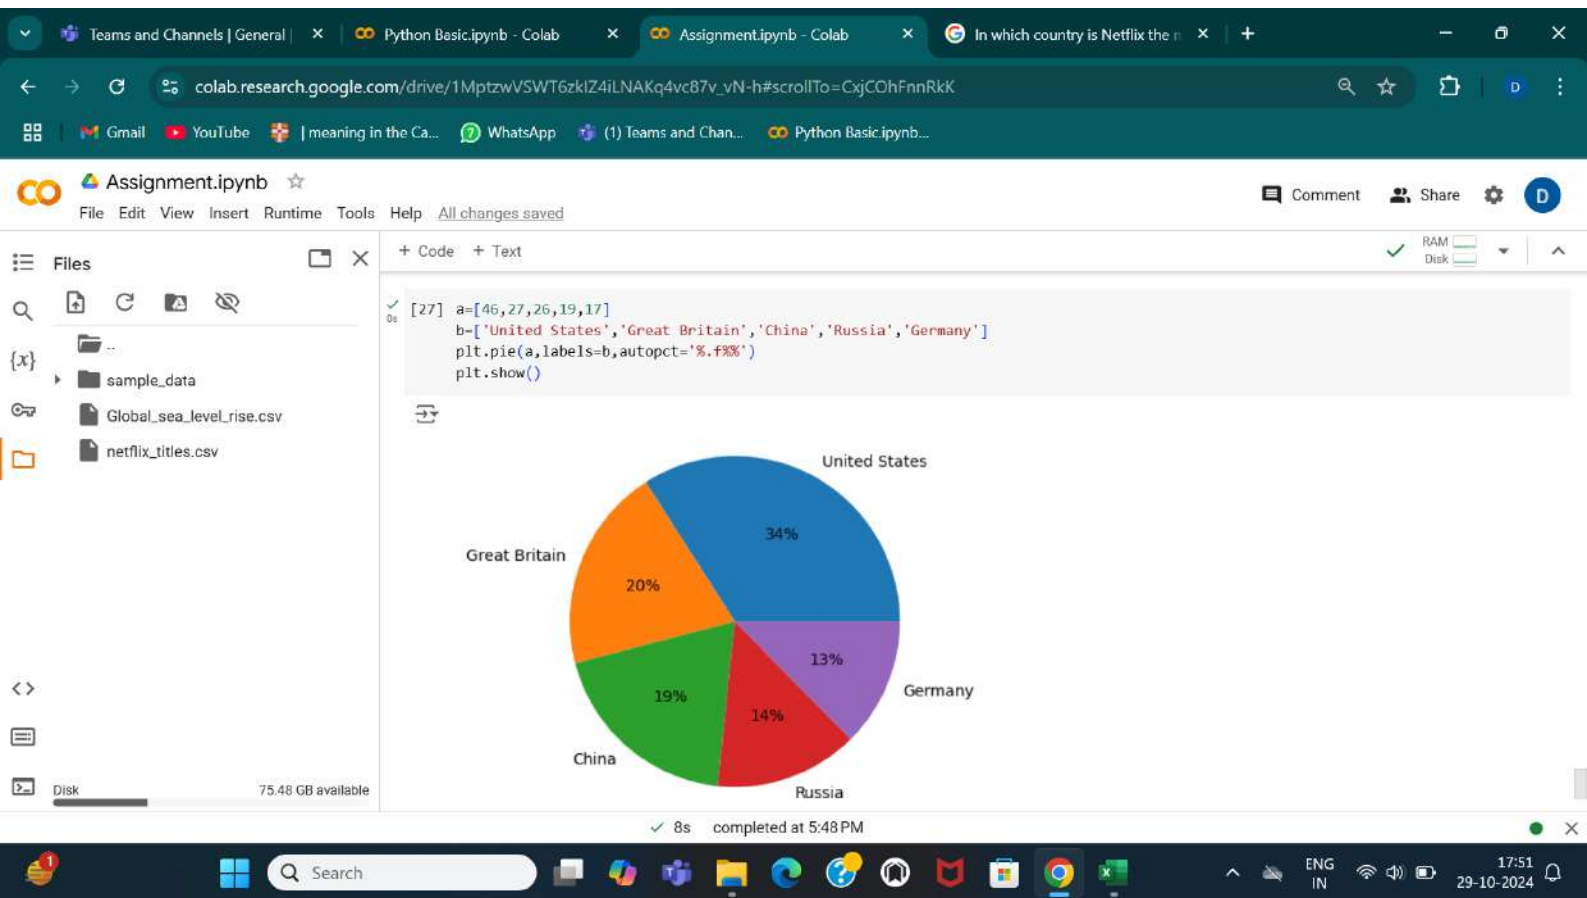 Teams and Channels | General |
Python Basic.ipynb - Colab
Assignment.ipynb - Colab
In which country is Netflix the n
colab.research.google.com/drive/1MptzwVSWT6zkIZ4iLNAKq4vc87v_vN-h#scrollTo=CxjCOhFnnRkK
D
Gmail
YouTube
| meaning in the Ca...
WhatsApp
(1) Teams and Chan...
Python Basic.ipynb...
Assignment.ipynb
Comment
Share
D
File Edit View Insert Runtime Tools Help All changes saved
Files
+ Code + Text
RAM
Disk
{x}
..
sample_data
Global_sea_level_rise.csv
netflix_titles.csv
0s
[27] a=[46,27,26,19,17]
b=['United States','Great Britain','China','Russia','Germany']
plt.pie(a,labels=b,autopct='%.f%%')
plt.show()
United States
34%
Great Britain
20%
13%
Germany
19%
14%
China
Russia
Disk 75.48 GB available
8s completed at 5:48 PM
1
Search
ENG
IN
17:51
29-10-2024